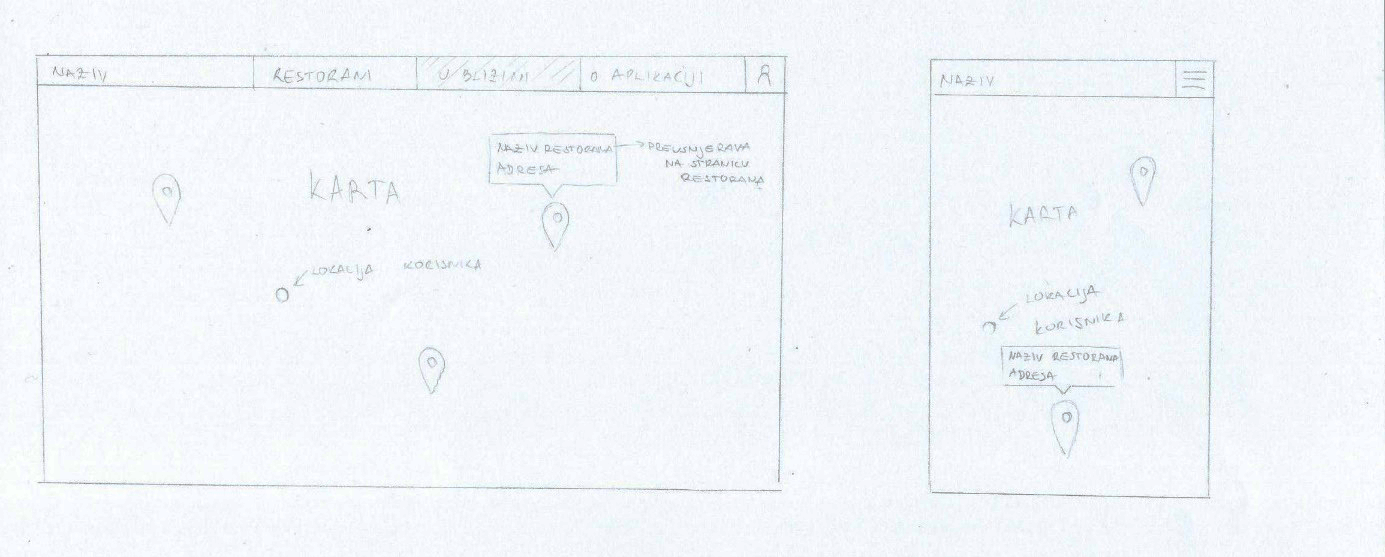 NAZIV
RESTORANI
U BLIZINI
O APLIKACIJI
NAZIV RESTORANA
ADRESA
PREUSMJERAVA
NA STRANICU
RESTORANA
KARTA
LOKACIJA KORISNIKA
NAZIV
KARTA
LOKACIJA
KORISNIKA
NAZIV RESTORANA
ADRESA